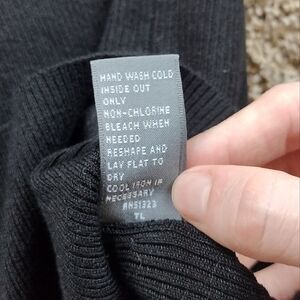 HAND WASH COLD
INSIDE OUT
ONLY
NON-CHLORINE
BLEACH WHEN
NEEDED
RESHAPE AND
LAY FLAT TO
DRY
COOL IRON IF
NECESSARY
RN51323
TL